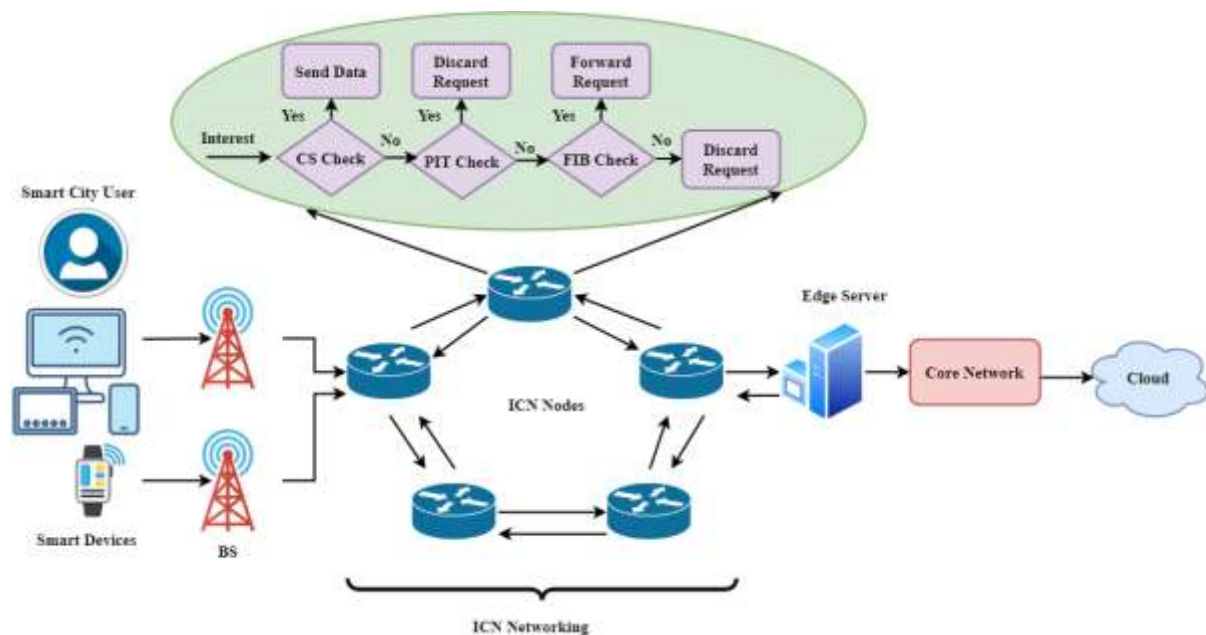 Send Data
Discard
Request
Forward
Request
Yes
Yes
Yes
Interest
No
No
No
CS Check
PIT Check
FIB Check
Discard
Request
Smart City User
Edge Server
Core Network
Cloud
ICN Nodes
Smart Devices
BS
ICN Networking